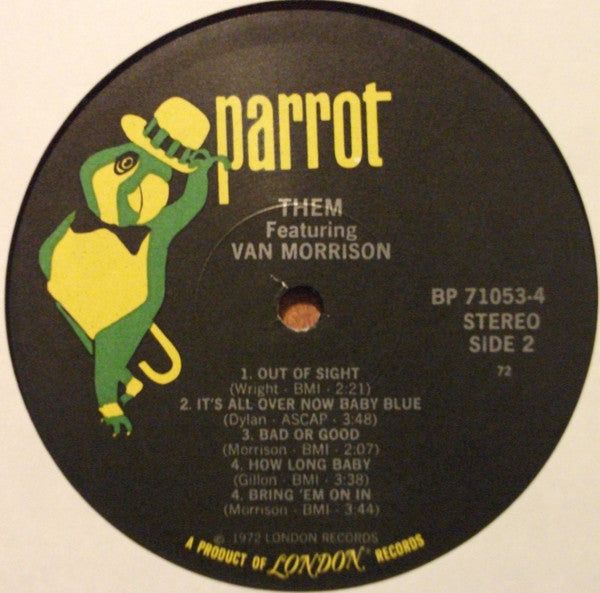 parrot
THEM
Featuring
VAN MORRISON
BP 71053-4
STEREO
SIDE 2
72
1. OUT OF SIGHT
(Wright - BMI - 2:21)
2. IT'S ALL OVER NOW BABY BLUE
(Dylan - ASCAP - 3:48)
3. BAD OR GOOD
(Morrison - BMI - 2:07)
4. HOW LONG BABY
(Gillon - BMI - 3:38)
4. BRING 'EM ON IN
(Morrison - BMI - 3:44)
℗ 1972 LONDON RECORDS
A PRODUCT OF LONDON® RECORDS